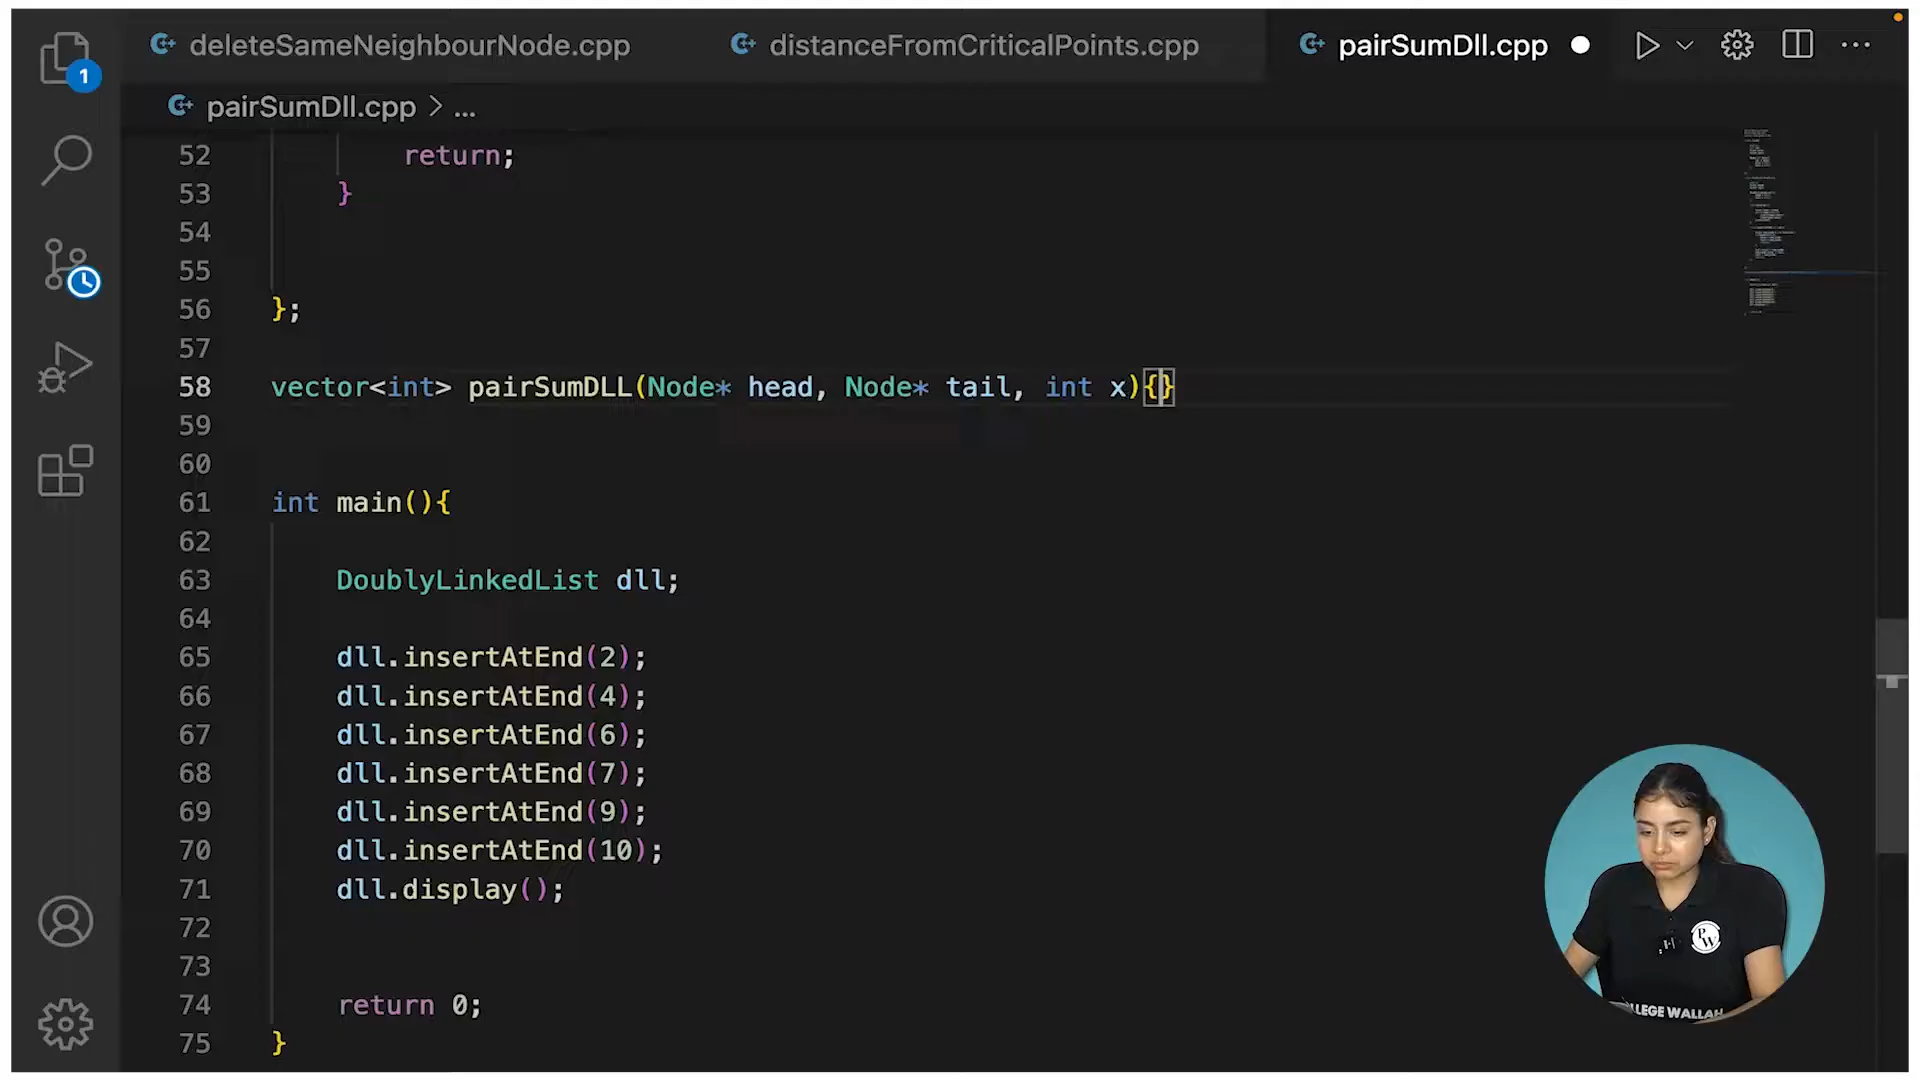 1
deleteSameNeighbourNode.cpp
distanceFromCriticalPoints.cpp
pairSumDll.cpp
pairSumDll.cpp > ...
52 return;
53 }
54
55
56 };
57
58 vector<int> pairSumDLL(Node* head, Node* tail, int x){}
59
60
61 int main(){
62
63 DoublyLinkedList dll;
64
65 dll.insertAtEnd(2);
66 dll.insertAtEnd(4);
67 dll.insertAtEnd(6);
68 dll.insertAtEnd(7);
69 dll.insertAtEnd(9);
70 dll.insertAtEnd(10);
71 dll.display();
72
73
74 return 0;
75 }
PW
LLEGE WALLAH